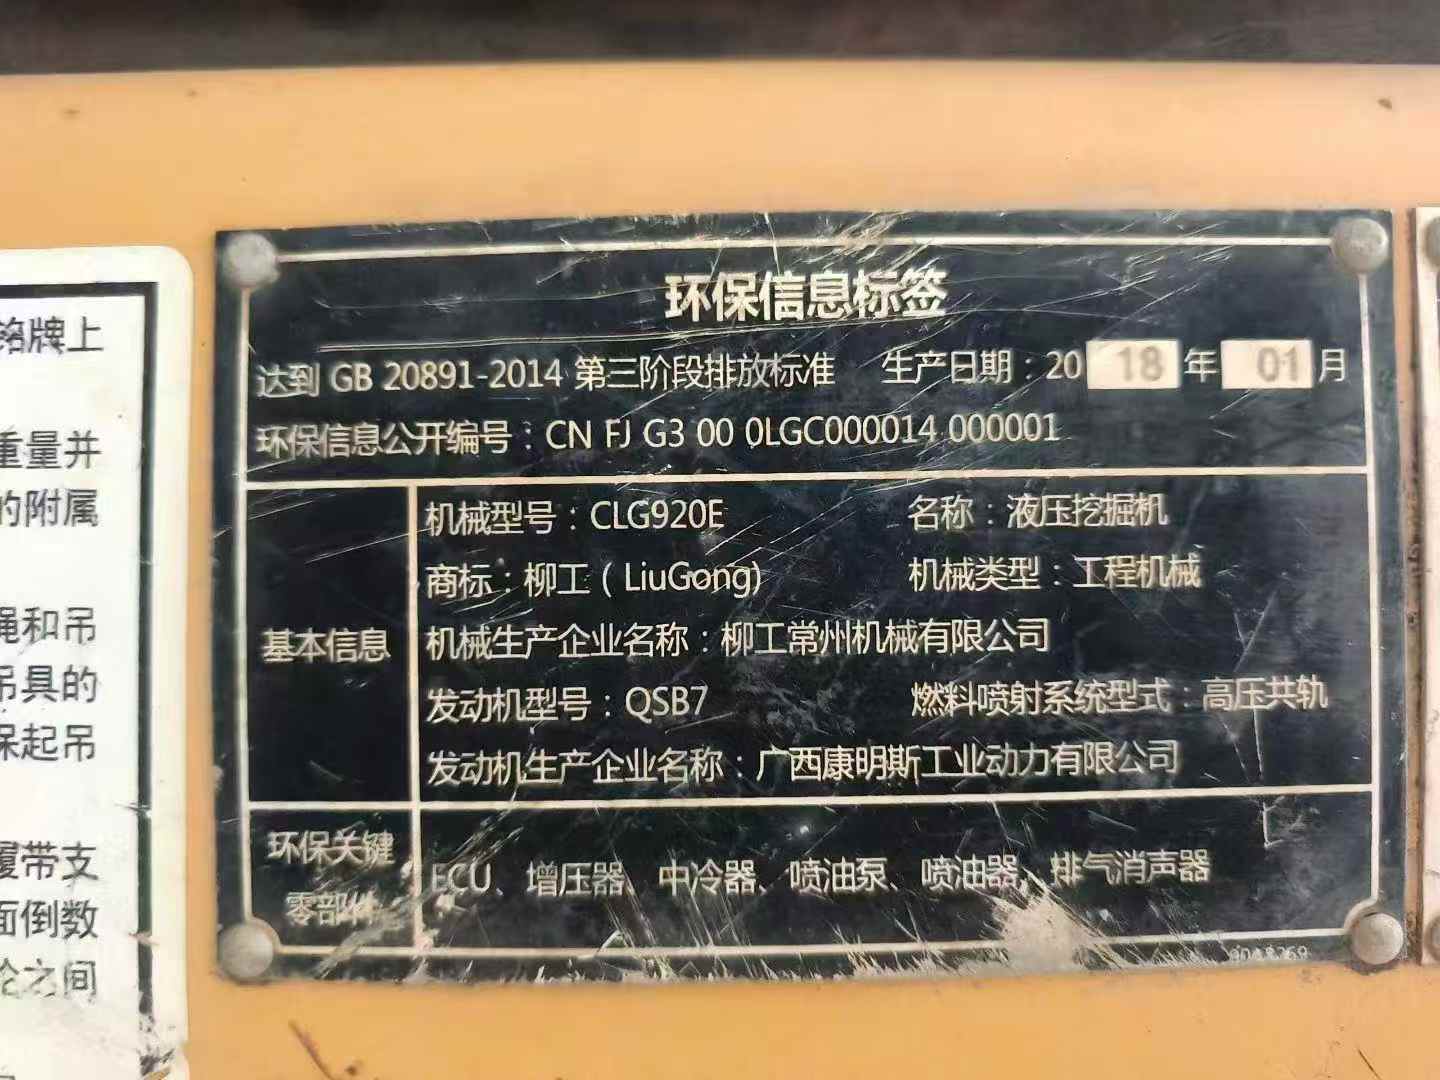 铭牌上
重量并
的附属
绳和吊
吊具的
保起吊
履带支
面倒数
轮之间
环保信息标签
达到 GB 20891-2014 第三阶段排放标准 生产日期：20 18 年 01 月
环保信息公开编号：CN FJ G3 00 0LGC000014 000001
基本信息
机械型号：CLG920E 名称：液压挖掘机
商标：柳工（LiuGong） 机械类型：工程机械
机械生产企业名称：柳工常州机械有限公司
发动机型号：QSB7 燃料喷射系统型式：高压共轨
发动机生产企业名称：广西康明斯工业动力有限公司
环保关键
零部件
ECU、增压器、中冷器、喷油泵、喷油器、排气消声器